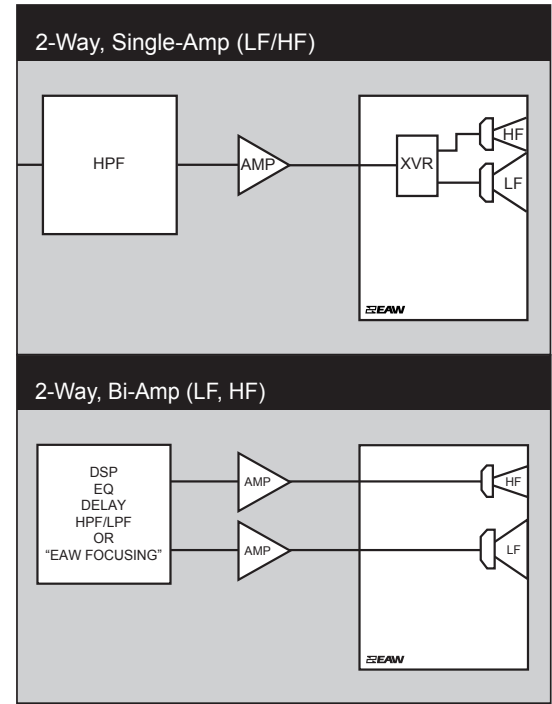 2-Way, Single-Amp (LF/HF)
HPF
AMP
XVR
HF
LF
EAW
2-Way, Bi-Amp (LF, HF)
DSP
EQ
DELAY
HPF/LPF
OR
“EAW FOCUSING”
AMP
HF
AMP
LF
EAW